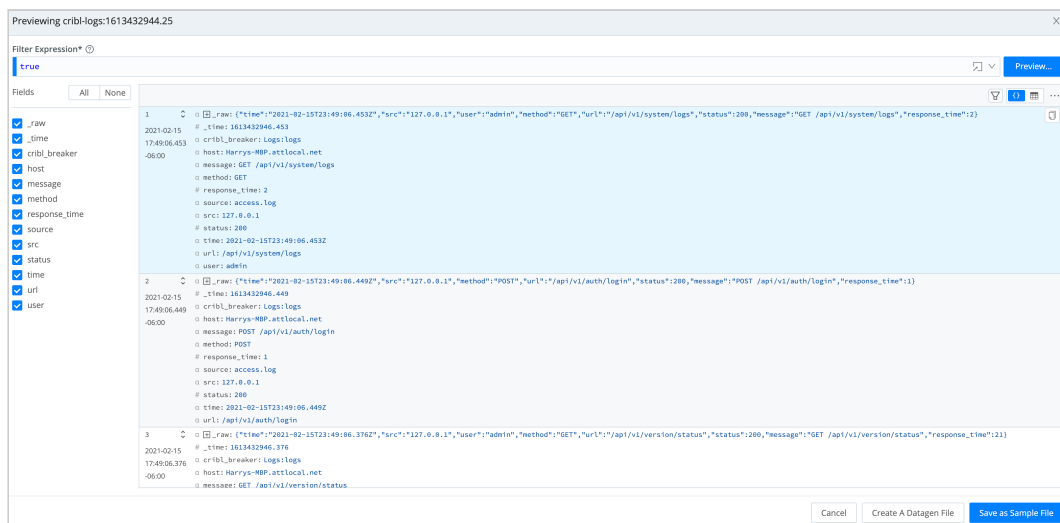 Previewing cribl-logs:1613432944.25
Filter Expression*
true
Preview...
Fields
All
None
_raw
_time
cribl_breaker
host
message
method
response_time
source
src
status
time
url
user
1
2021-02-15
17:49:06.453
-06:00
α _raw: {"time":"2021-02-15T23:49:06.453Z","src":"127.0.0.1","user":"admin","method":"GET","url":"/api/v1/system/logs","status":200,"message":"GET /api/v1/system/logs","response_time":2}
# _time: 1613432946.453
α cribl_breaker: Logs:logs
α host: Harrys-MBP.attlocal.net
α message: GET /api/v1/system/logs
α method: GET
# response_time: 2
α source: access.log
α src: 127.0.0.1
# status: 200
α time: 2021-02-15T23:49:06.453Z
α url: /api/v1/system/logs
α user: admin
2
2021-02-15
17:49:06.449
-06:00
α _raw: {"time":"2021-02-15T23:49:06.449Z","src":"127.0.0.1","method":"POST","url":"/api/v1/auth/login","status":200,"message":"POST /api/v1/auth/login","response_time":1}
# _time: 1613432946.449
α cribl_breaker: Logs:logs
α host: Harrys-MBP.attlocal.net
α message: POST /api/v1/auth/login
α method: POST
# response_time: 1
α source: access.log
α src: 127.0.0.1
# status: 200
α time: 2021-02-15T23:49:06.449Z
α url: /api/v1/auth/login
3
2021-02-15
17:49:06.376
-06:00
α _raw: {"time":"2021-02-15T23:49:06.376Z","src":"127.0.0.1","user":"admin","method":"GET","url":"/api/v1/version/status","status":200,"message":"GET /api/v1/version/status","response_time":21}
# _time: 1613432946.376
α cribl_breaker: Logs:logs
α host: Harrys-MBP.attlocal.net
α message: GET /api/v1/version/status
Cancel
Create A Datagen File
Save as Sample File